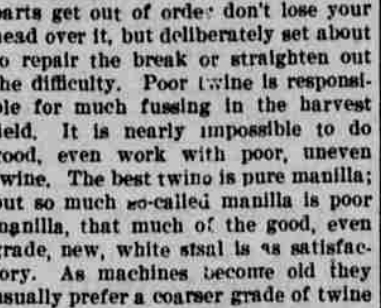 parts get out of order don't lose your
head over it, but deliberately set about
to repair the break or straighten out
the difficulty. Poor twine is responsi-
ble for much fussing in the harvest
field. It is nearly impossible to do
good, even work with poor, uneven
twine. The best twine is pure manilla;
but so much so-called manilla is poor
manilla, that much of the good, even
grade, new, white sisal is as satisfac-
tory. As machines become old they
usually prefer a coarser grade of twine